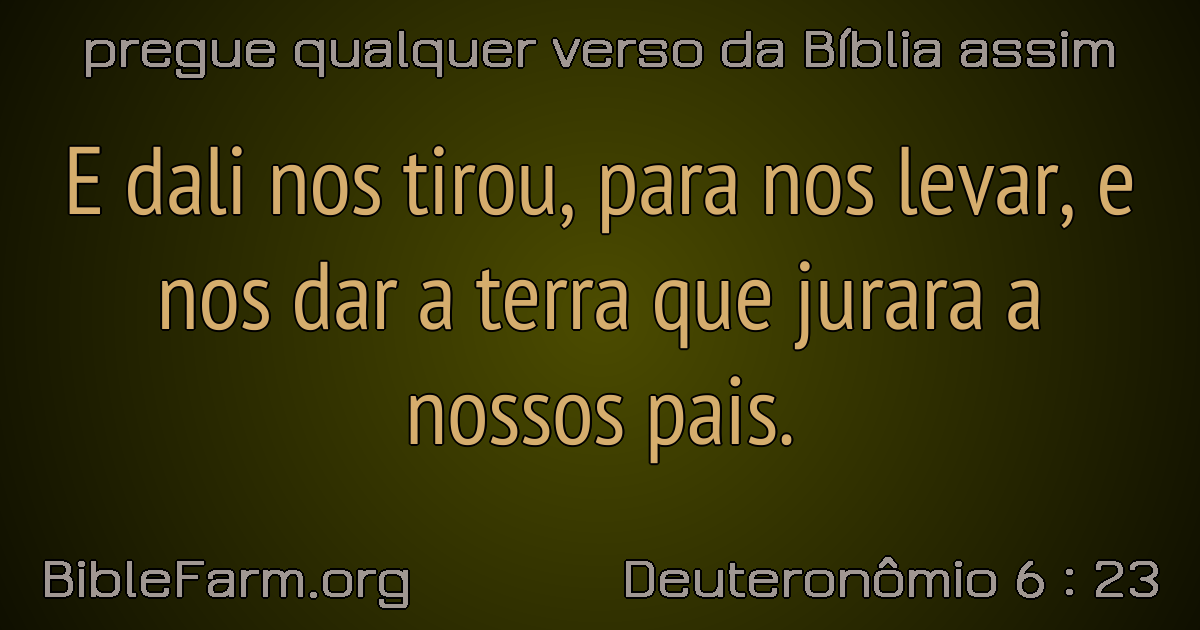 pregue qualquer verso da Bíblia assim
E dali nos tirou, para nos levar, e
nos dar a terra que jurara a
nossos pais.
BibleFarm.org
Deuteronômio 6 : 23